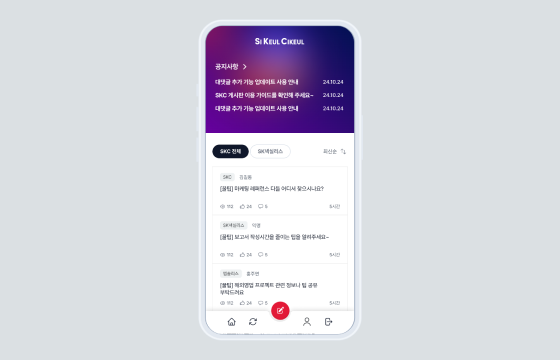 SI KEUL CIKEUL
공지사항
대댓글 추가 기능 업데이트 사용 안내 24.10.24
SKC 게시판 이용 가이드를 확인해 주세요~ 24.10.24
대댓글 추가 기능 업데이트 사용 안내 24.10.24
SKC 전체 SK넥실리스 최신순
SKC 김길동
[꿀팁] 마케팅 레퍼런스 다들 어디서 찾으시나요?
112 24 5 5시간
SK넥실리스 익명
[꿀팁] 보고서 작성시간을 줄이는 팁을 알려주세요~
112 24 5 5시간
앱솔릭스 홍주연
[꿀팁] 해외영업 프로젝트 관련 정보나 팁 공유
부탁드려요
112 24 5 5시간